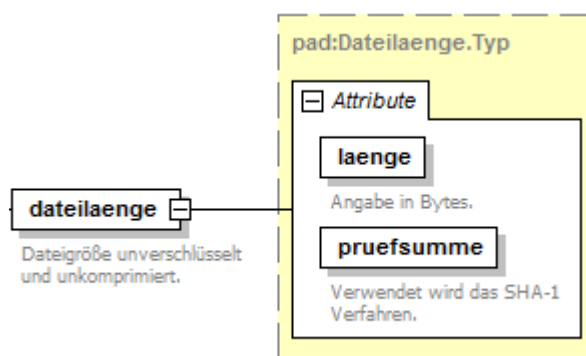 pad:Dateilaenge.Typ
Attribute
laenge
Angabe in Bytes.
dateilaenge
Dateigröße unverschlüsselt
und unkomprimiert.
pruefsumme
Verwendet wird das SHA-1
Verfahren.